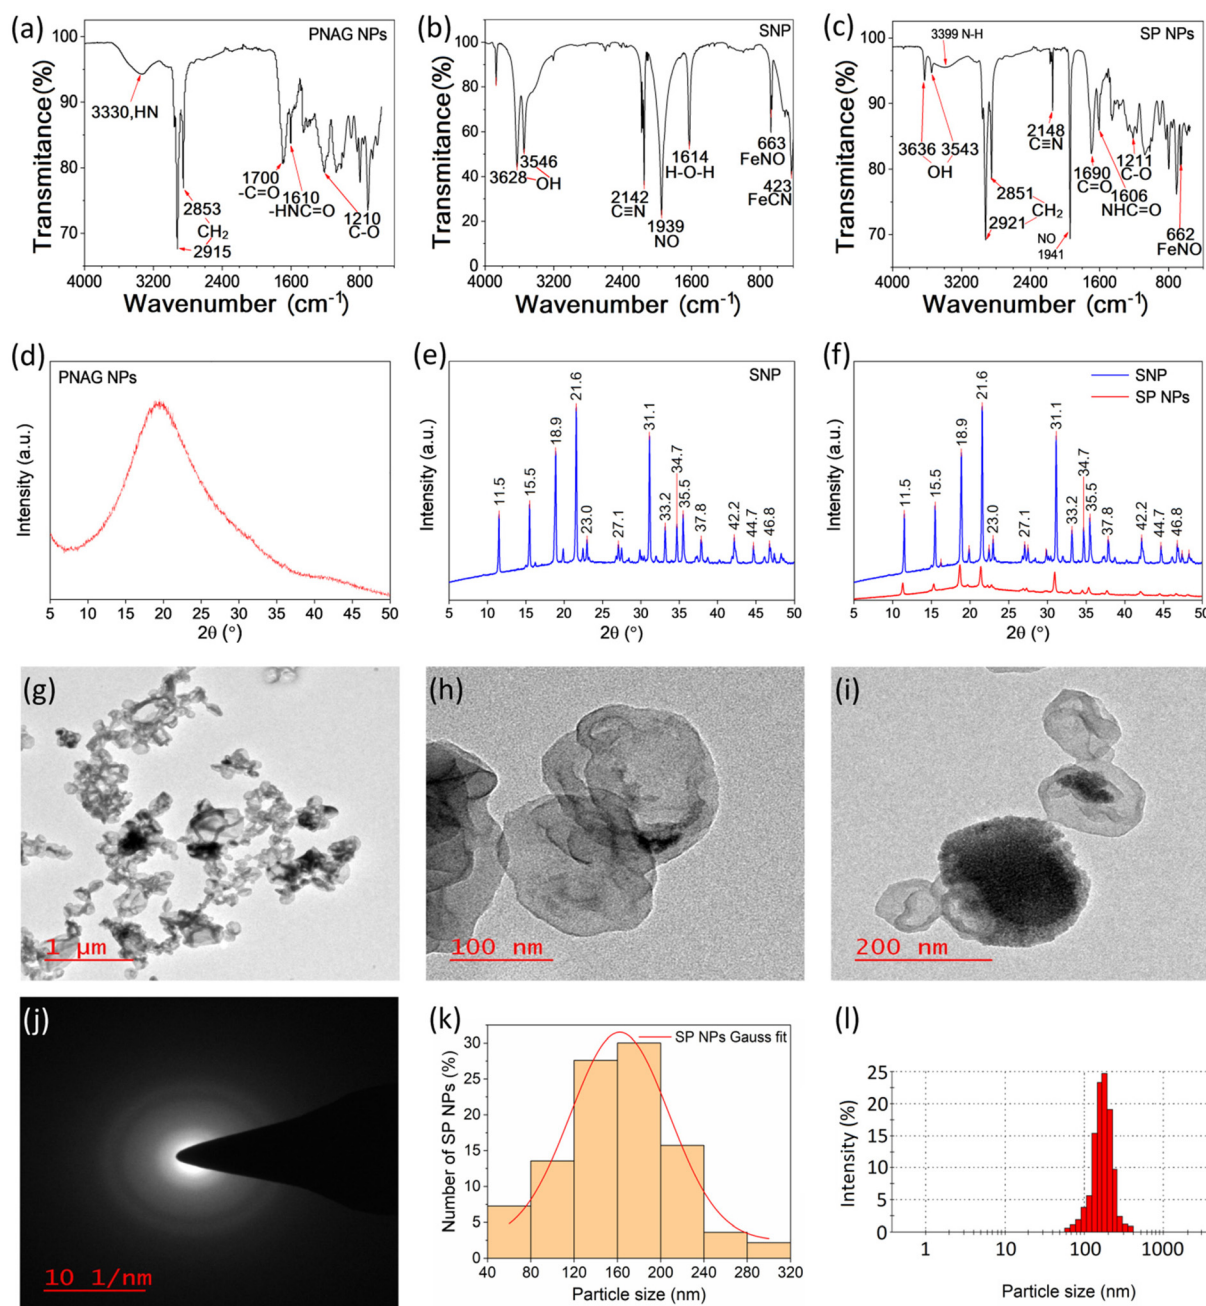 (a)
PNAG NPs
100
90
80
70
Transmitance (%)
3330,HN
2853
CH2
2915
1700
-C=O
1610
-HNC=O
1210
C-O
4000 3200 2400 1600 800
Wavenumber (cm-1)
(b)
SNP
100
80
60
40
20
0
Transmitance (%)
3546
3628
OH
2142
C≡N
1939
NO
1614
H-O-H
663
FeNO
423
FeCN
4000 3200 2400 1600 800
Wavenumber (cm-1)
(c)
3399 N-H
SP NPs
100
90
80
70
Transmitance (%)
3636 3543
OH
2851
CH2
2921
2148
C≡N
NO
1941
1690
C=O
1606
NHC=O
1211
C-O
662
FeNO
4000 3200 2400 1600 800
Wavenumber (cm-1)
(d)
PNAG NPs
Intensity (a.u.)
5 10 15 20 25 30 35 40 45 50
2θ (°)
(e)
SNP
Intensity (a.u.)
11.5
15.5
18.9
21.6
23.0
27.1
31.1
33.2
34.7
35.5
37.8
42.2
44.7
46.8
5 10 15 20 25 30 35 40 45 50
2θ (°)
(f)
SNP
SP NPs
Intensity (a.u.)
11.5
15.5
18.9
21.6
23.0
27.1
31.1
33.2
34.7
35.5
37.8
42.2
44.7
46.8
5 10 15 20 25 30 35 40 45 50
2θ (°)
(g)
1 µm
(h)
100 nm
(i)
200 nm
(j)
10 1/nm
(k)
SP NPs Gauss fit
Number of SP NPs (%)
30
25
20
15
10
5
0
40 80 120 160 200 240 280 320
Particle size (nm)
(l)
Intensity (%)
25
20
15
10
5
0
1 10 100 1000
Particle size (nm)